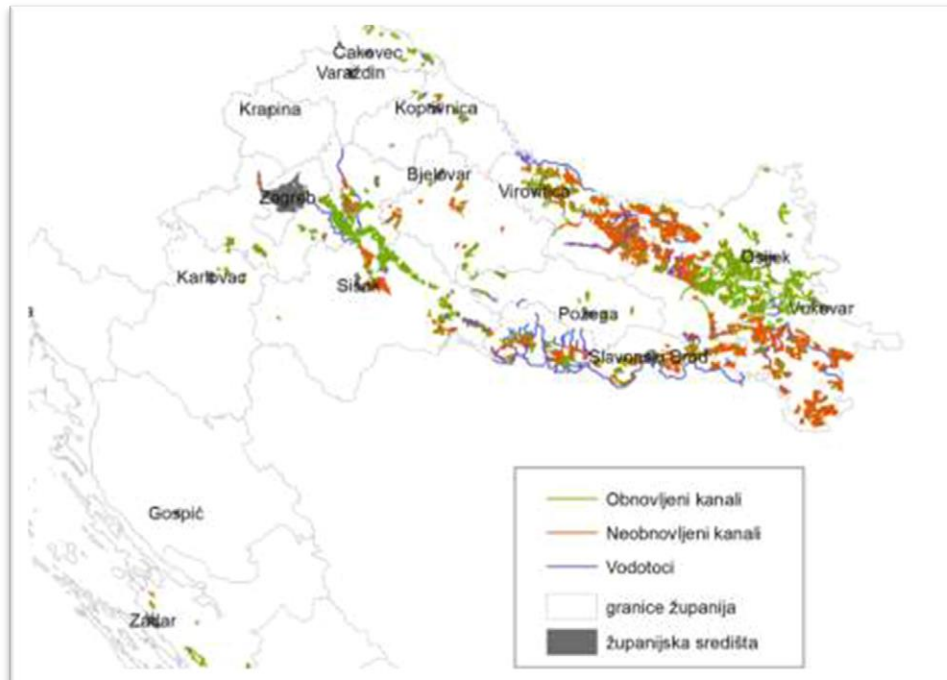 Čakovec
Varaždin
Krapina
Koprivnica
Bjelovar
Zagreb
Virovitica
Osijek
Karlovac
Sisak
Požega
Vukovar
Slavonski Brod
a
Gospić
Zadar
Obnovljeni kanali
Neobnovljeni kanali
Vodotoci
granice županija
županijska središta